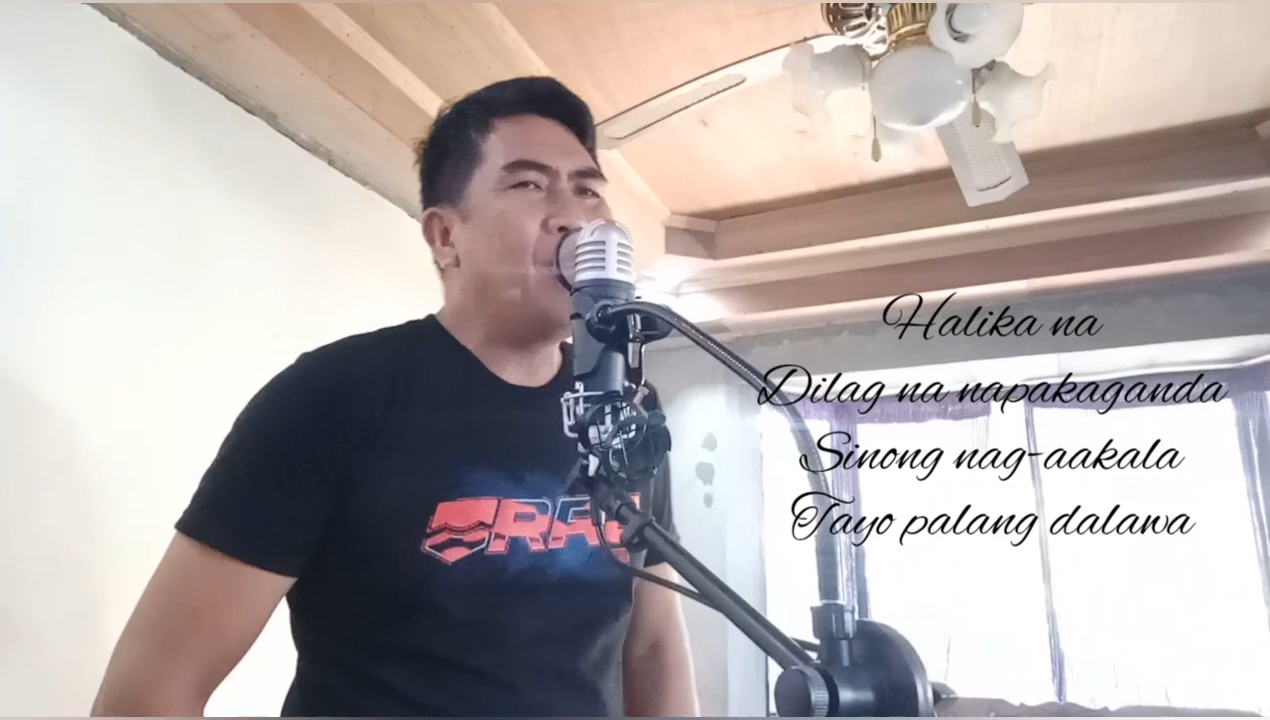 Halika na
Dilag na napakaganda
Sinong nag-aakala
Tayo palang dalawa